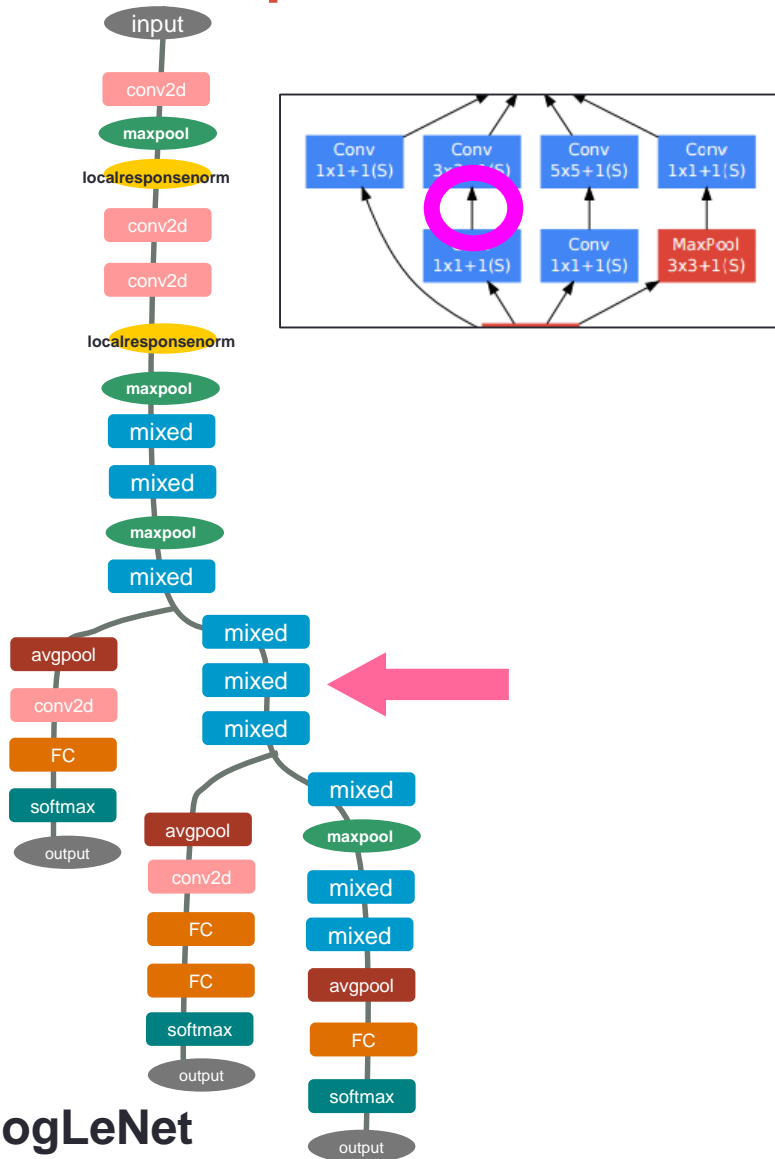 input
conv2d
maxpool
localresponsenorm
conv2d
conv2d
localresponsenorm
maxpool
mixed
mixed
maxpool
mixed
mixed
mixed
mixed
avgpool
conv2d
FC
softmax
output
avgpool
conv2d
FC
FC
softmax
output
mixed
maxpool
mixed
mixed
avgpool
FC
softmax
output
Conv
1x1+1(S)
Conv
Conv
5x5+1(S)
Conv
1x1+1(S)
1x1+1(S)
Conv
1x1+1(S)
MaxPool
3x3+1(S)
ogLeNet